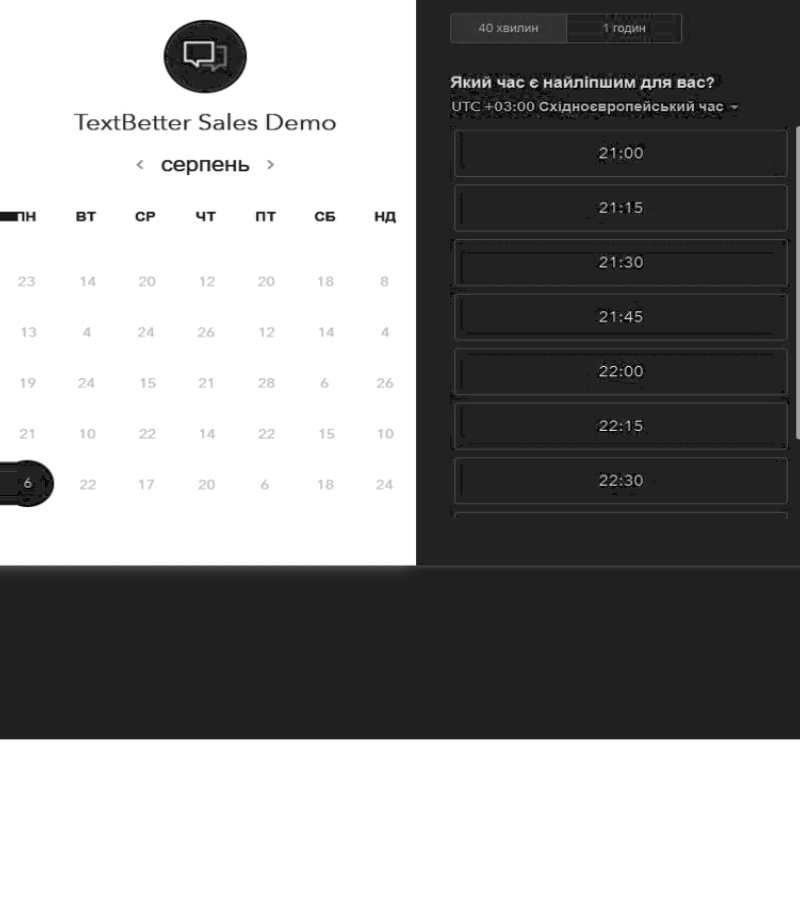 TextBetter Sales Demo
< серпень >
ПН ВТ СР ЧТ ПТ СБ НД
23 14 20 12 20 18 8
13 4 24 26 12 14 4
19 24 15 21 28 6 26
21 10 22 14 22 15 10
6 22 17 20 6 18 24
40 хвилин 1 годин
Який час є найліпшим для вас?
UTC +03:00 Східноєвропейський час
21:00
21:15
21:30
21:45
22:00
22:15
22:30